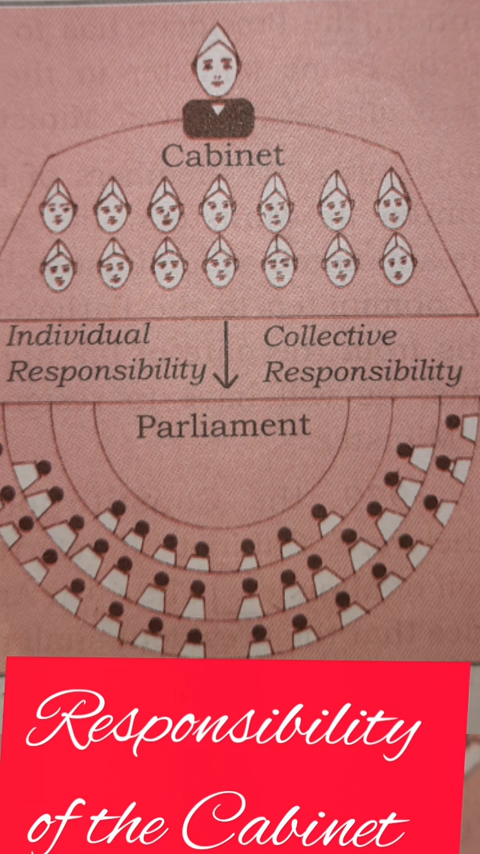 Cabinet
Individual Collective
Responsibility Responsibility
Parliament
Responsibility
of the Cabinet